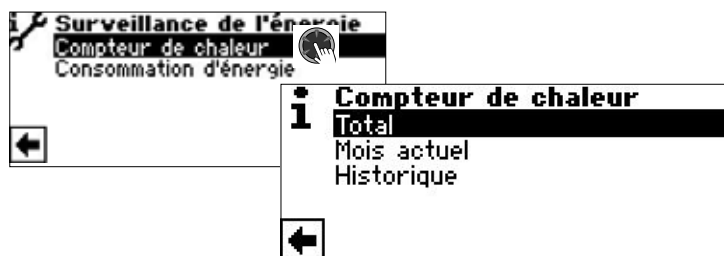 Surveillance de l'énergie
Compteur de chaleur
Consommation d'énergie
Compteur de chaleur
Total
Mois actuel
Historique